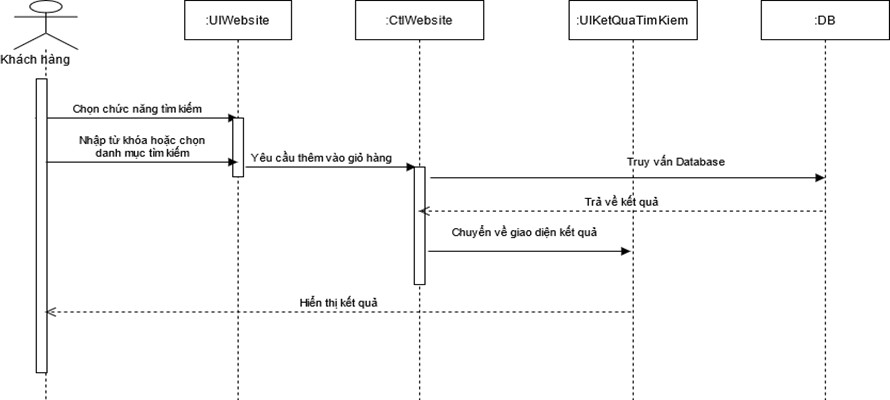 :UIWebsite
:CtlWebsite
:UIKetQuaTimKiem
:DB
Khách hàng
Chọn chức năng tìm kiếm
Nhập từ khóa hoặc chọn
danh mục tìm kiếm
Yêu cầu thêm vào giỏ hàng
Truy vấn Database
Trả về kết quả
Chuyển về giao diện kết quả
Hiển thị kết quả